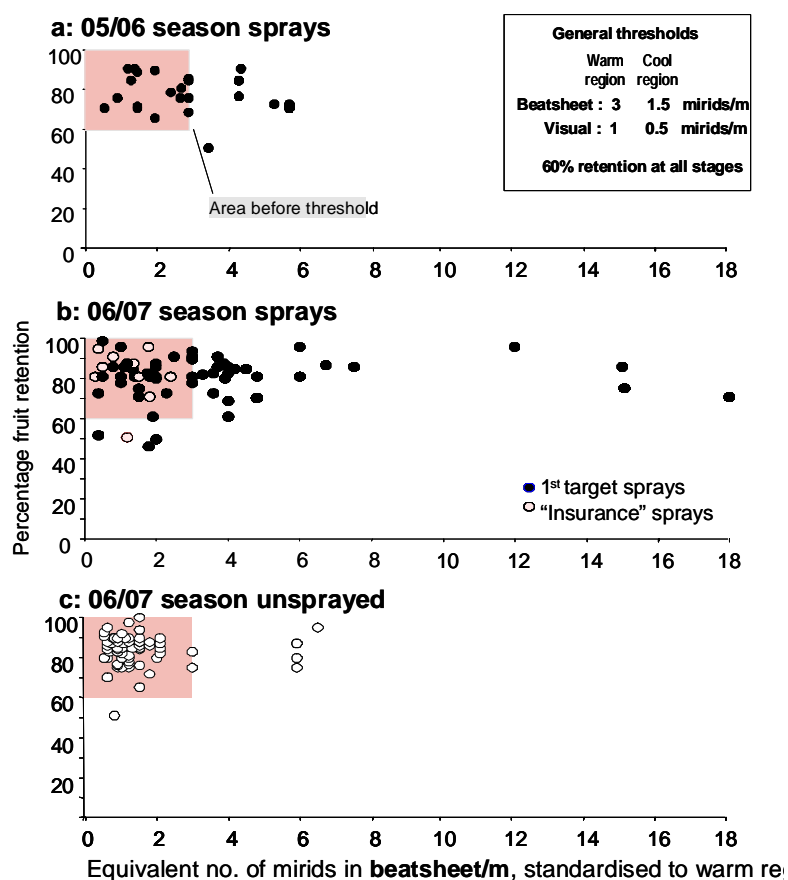 a: 05/06 season sprays
General thresholds
Warm region Cool region
Beatsheet : 3 1.5 mirids/m
Visual : 1 0.5 mirids/m
60% retention at all stages
100
80
60
40
20
0
Area before threshold
0 2 4 6 8 10 12 14 16 18
b: 06/07 season sprays
Percentage fruit retention
100
80
60
40
20
0
1st target sprays
“Insurance” sprays
0 2 6 8 10 12 14 16 18
c: 06/07 season unsprayed
100
80
60
40
20
0
0 2 4 6 8 10 12 14 16 18
Equivalent no. of mirids in beatsheet/m, standardised to warm